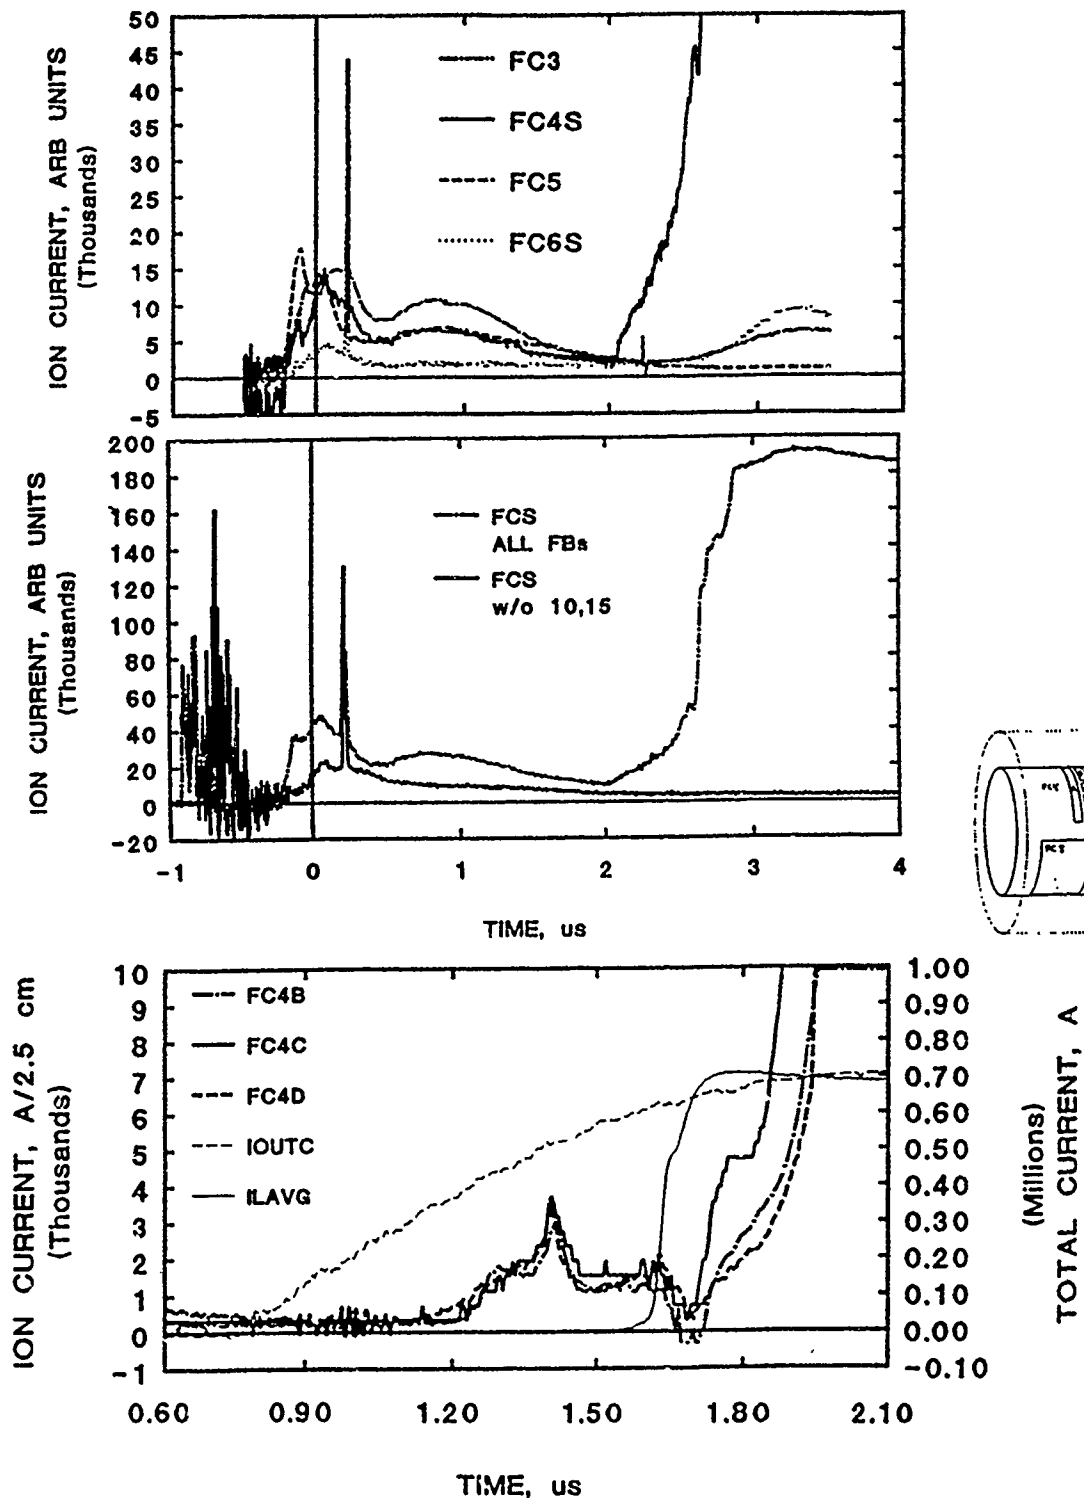 ION CURRENT, ARB UNITS
(Thousands)
50
45
40
35
30
25
20
15
10
5
0
-5
FC3
FC4S
FC5
FC6S
ION CURRENT, ARB UNITS
(Thousands)
200
180
160
140
120
100
80
60
40
20
0
-20
FCS
ALL FBs
FCS
w/o 10,15
-1 0 1 2 3 4
TIME, us
ION CURRENT, A/2.5 cm
(Thousands)
10
9
8
7
6
5
4
3
2
1
0
-1
FC4B
FC4C
FC4D
IOUTC
ILAVG
1.00
0.90
0.80
0.70
0.60
0.50
0.40
0.30
0.20
0.10
0.00
-0.10
(Millions)
TOTAL CURRENT, A
0.60 0.90 1.20 1.50 1.80 2.10
TIME, us